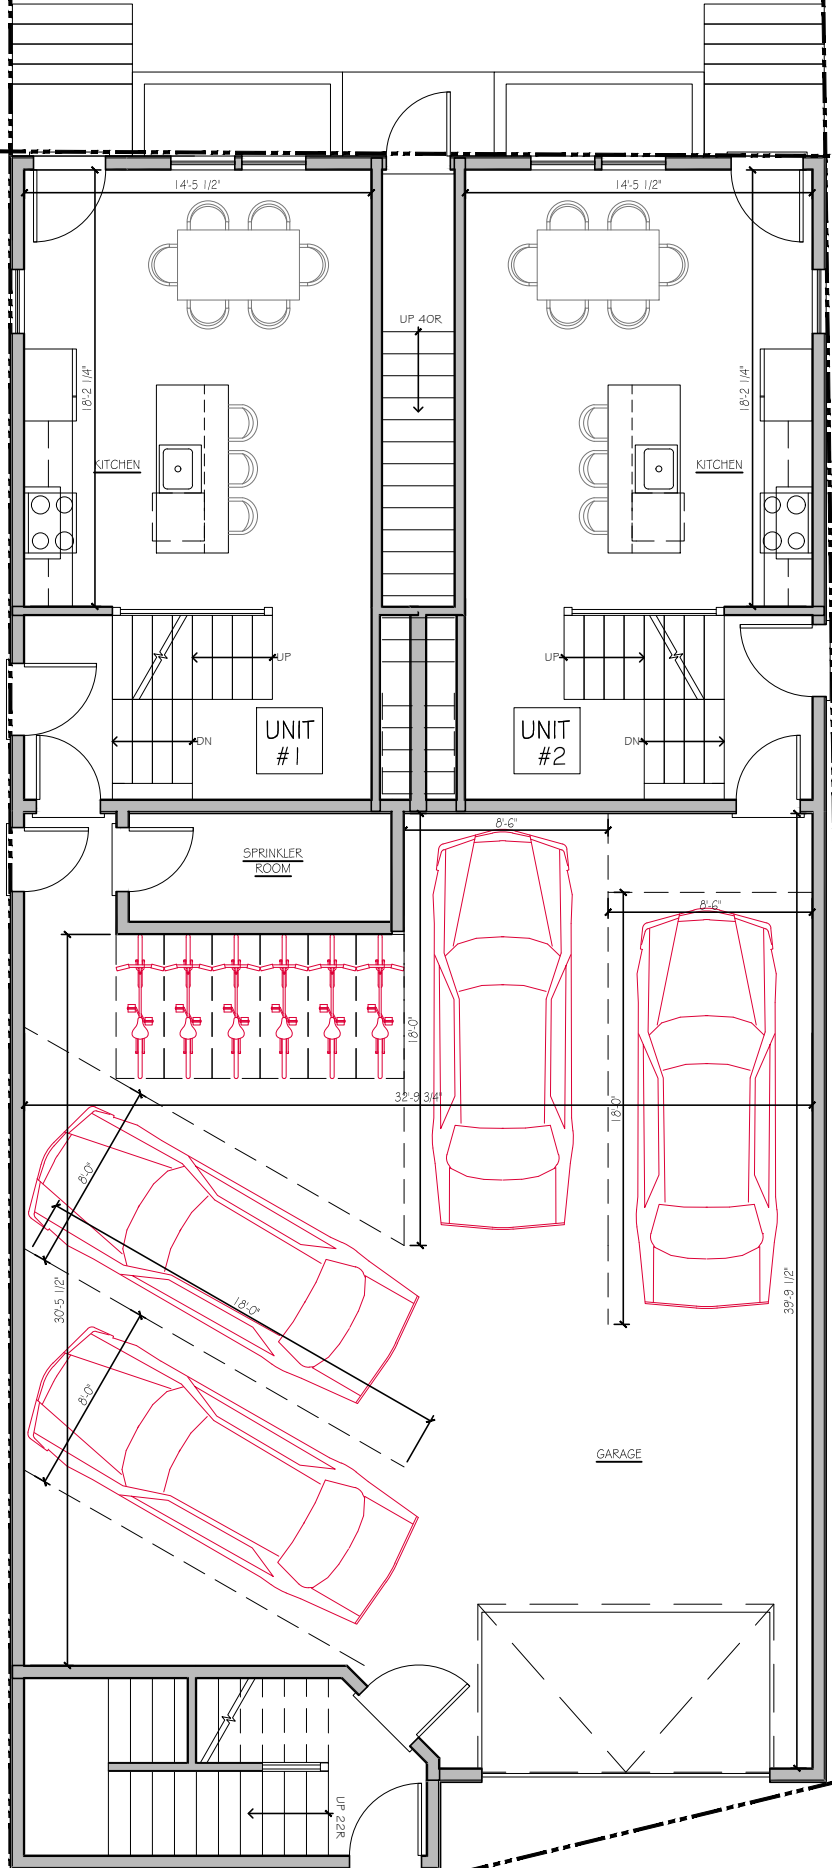 14'-5 1/2"
14'-5 1/2"
UP 40R
18'-2 1/4"
18'-2 1/4"
KITCHEN
KITCHEN
UP
UP
UNIT
#1
UNIT
#2
DN
DN
8'-6"
SPRINKLER
ROOM
8'-6"
18'-0"
32'-9 3/4"
18'-0"
8'-0"
18'-0"
30'-5 1/2"
39'-9 1/2"
8'-0"
GARAGE
UP 22R